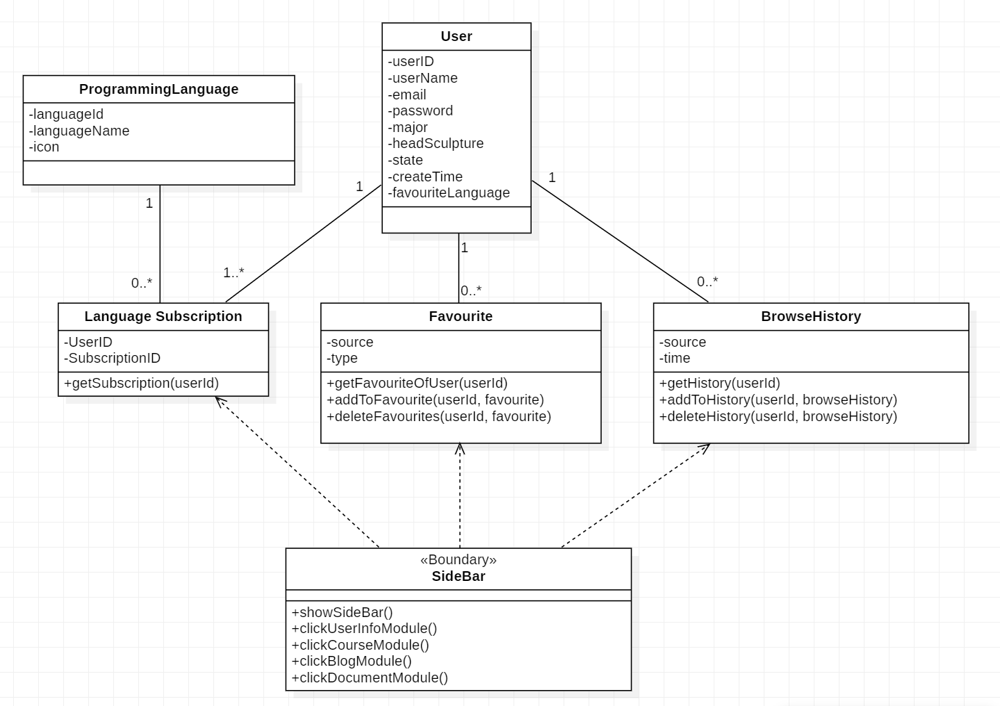 User
-userID
-userName
-email
-password
-major
-headSculpture
-state
-createTime
-favouriteLanguage
ProgrammingLanguage
-languageId
-languageName
-icon
1
1
1
1
0..*
1..*
0..*
0..*
Language Subscription
-UserID
-SubscriptionID
+getSubscription(userId)
Favourite
-source
-type
+getFavouriteOfUser(userId)
+addToFavourite(userId, favourite)
+deleteFavourites(userId, favourite)
BrowseHistory
-source
-time
+getHistory(userId)
+addToHistory(userId, browseHistory)
+deleteHistory(userId, browseHistory)
«Boundary»
SideBar
+showSideBar()
+clickUserInfoModule()
+clickCourseModule()
+clickBlogModule()
+clickDocumentModule()